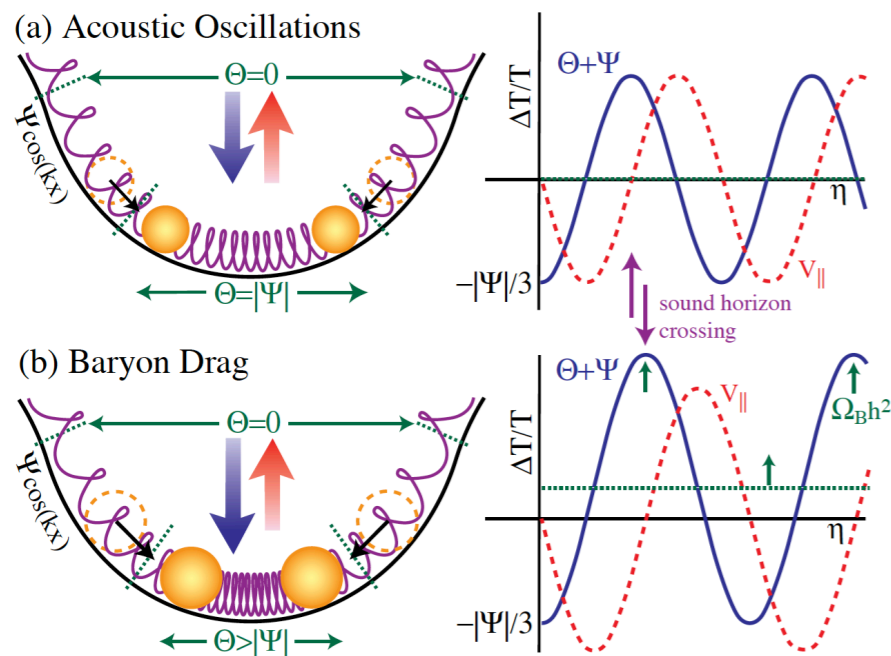 (a) Acoustic Oscillations
Θ=0
Ψcos(kx)
Θ=|Ψ|
ΔT/T
Θ+Ψ
η
−|Ψ|/3
V||
sound horizon
crossing
(b) Baryon Drag
Θ=0
Ψcos(kx)
Θ>|Ψ|
ΔT/T
Θ+Ψ
V||
ΩBh²
η
−|Ψ|/3